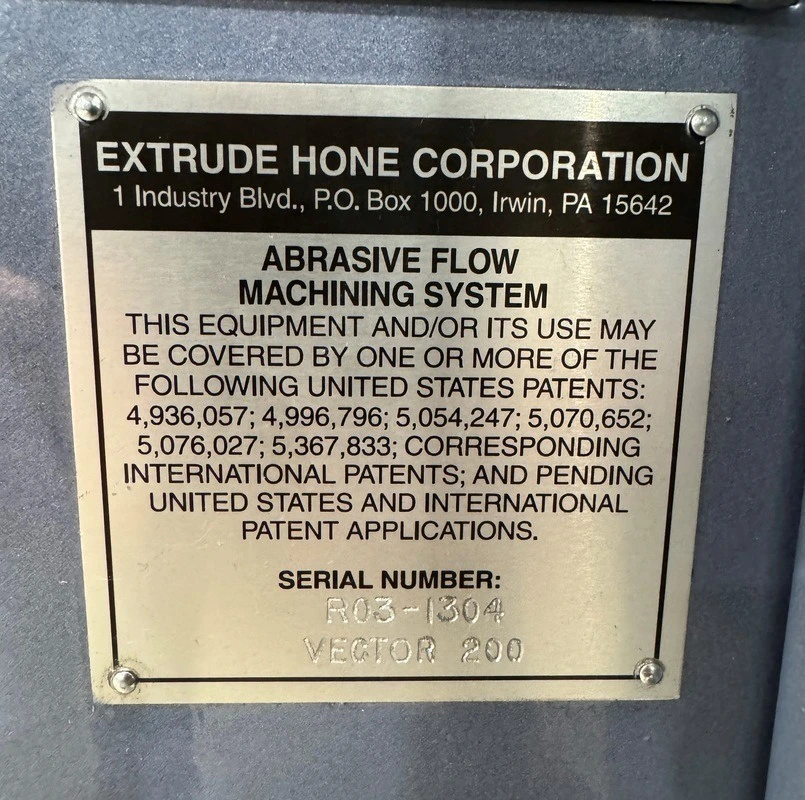 EXTRUDE HONE CORPORATION
1 Industry Blvd., P.O. Box 1000, Irwin, PA 15642
ABRASIVE FLOW
MACHINING SYSTEM
THIS EQUIPMENT AND/OR ITS USE MAY
BE COVERED BY ONE OR MORE OF THE
FOLLOWING UNITED STATES PATENTS:
4,936,057; 4,996,796; 5,054,247; 5,070,652;
5,076,027; 5,367,833; CORRESPONDING
INTERNATIONAL PATENTS; AND PENDING
UNITED STATES AND INTERNATIONAL
PATENT APPLICATIONS.
SERIAL NUMBER:
R03-1304
VECTOR 200